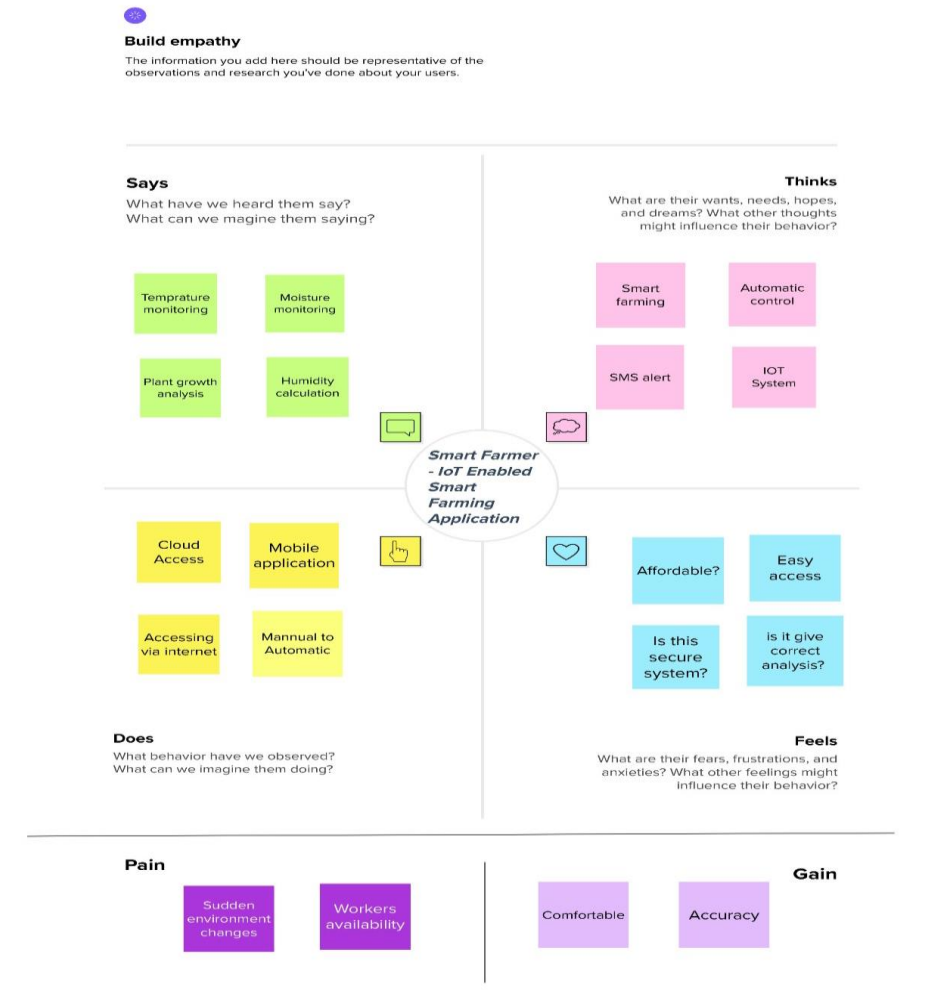 Build empathy
The information you add here should be representative of the
observations and research you've done about your users.
Says
What have we heard them say?
What can we magine them saying?
Thinks
What are their wants, needs, hopes,
and dreams? What other thoughts
might influence their behavior?
Temprature
monitoring
Moisture
monitoring
Plant growth
analysis
Humidity
calculation
Smart
farming
Automatic
control
SMS alert
IOT
System
Smart Farmer
- IoT Enabled
Smart
Farming
Application
Cloud
Access
Mobile
application
Accessing
via internet
Mannual to
Automatic
Affordable?
Easy
access
Is this
secure
system?
is it give
correct
analysis?
Does
What behavior have we observed?
What can we imagine them doing?
Feels
What are their fears, frustrations, and
anxieties? What other feelings might
influence their behavior?
Pain
Sudden
environment
changes
Workers
availability
Gain
Comfortable
Accuracy